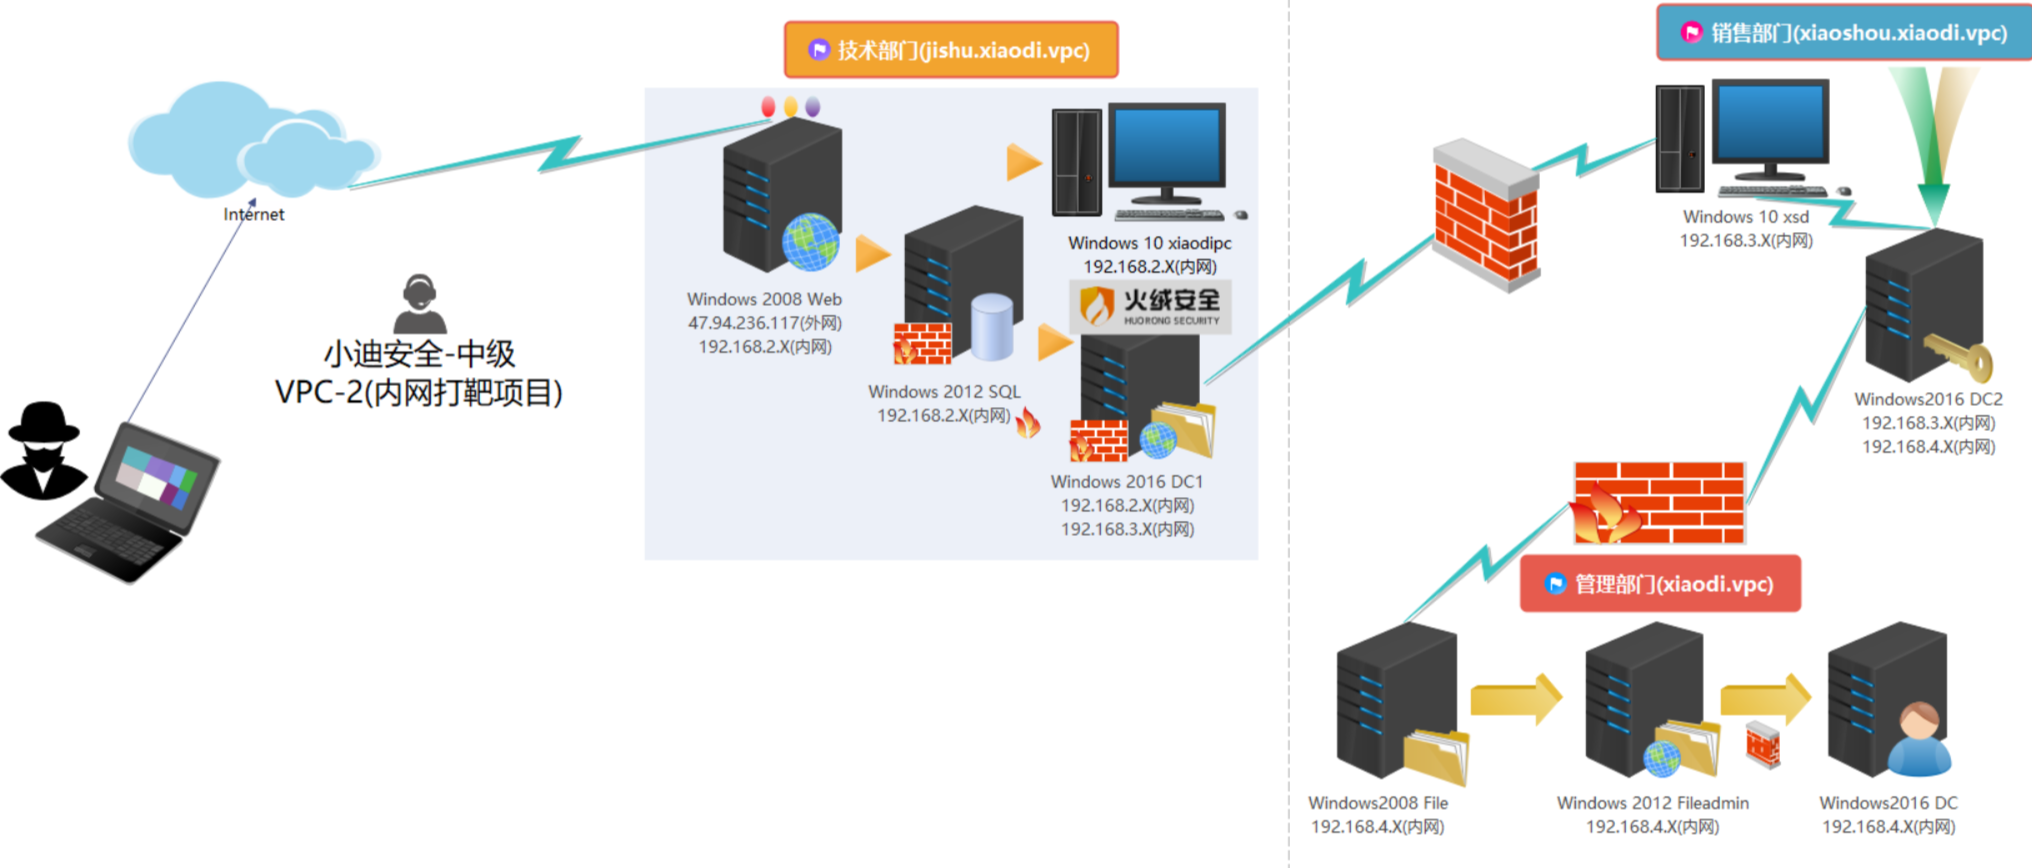 技术部门(jishu.xiaodi.vpc)
销售部门(xiaoshou.xiaodi.vpc)
Internet
小迪安全-中级
VPC-2(内网打靶项目)
Windows 2008 Web
47.94.236.117(外网)
192.168.2.X(内网)
Windows 2012 SQL
192.168.2.X(内网)
Windows 10 xiaodipc
192.168.2.X(内网)
火绒安全
HUORONG SECURITY
Windows 2016 DC1
192.168.2.X(内网)
192.168.3.X(内网)
Windows 10 xsd
192.168.3.X(内网)
Windows2016 DC2
192.168.3.X(内网)
192.168.4.X(内网)
管理部门(xiaodi.vpc)
Windows2008 File
192.168.4.X(内网)
Windows 2012 Fileadmin
192.168.4.X(内网)
Windows2016 DC
192.168.4.X(内网)